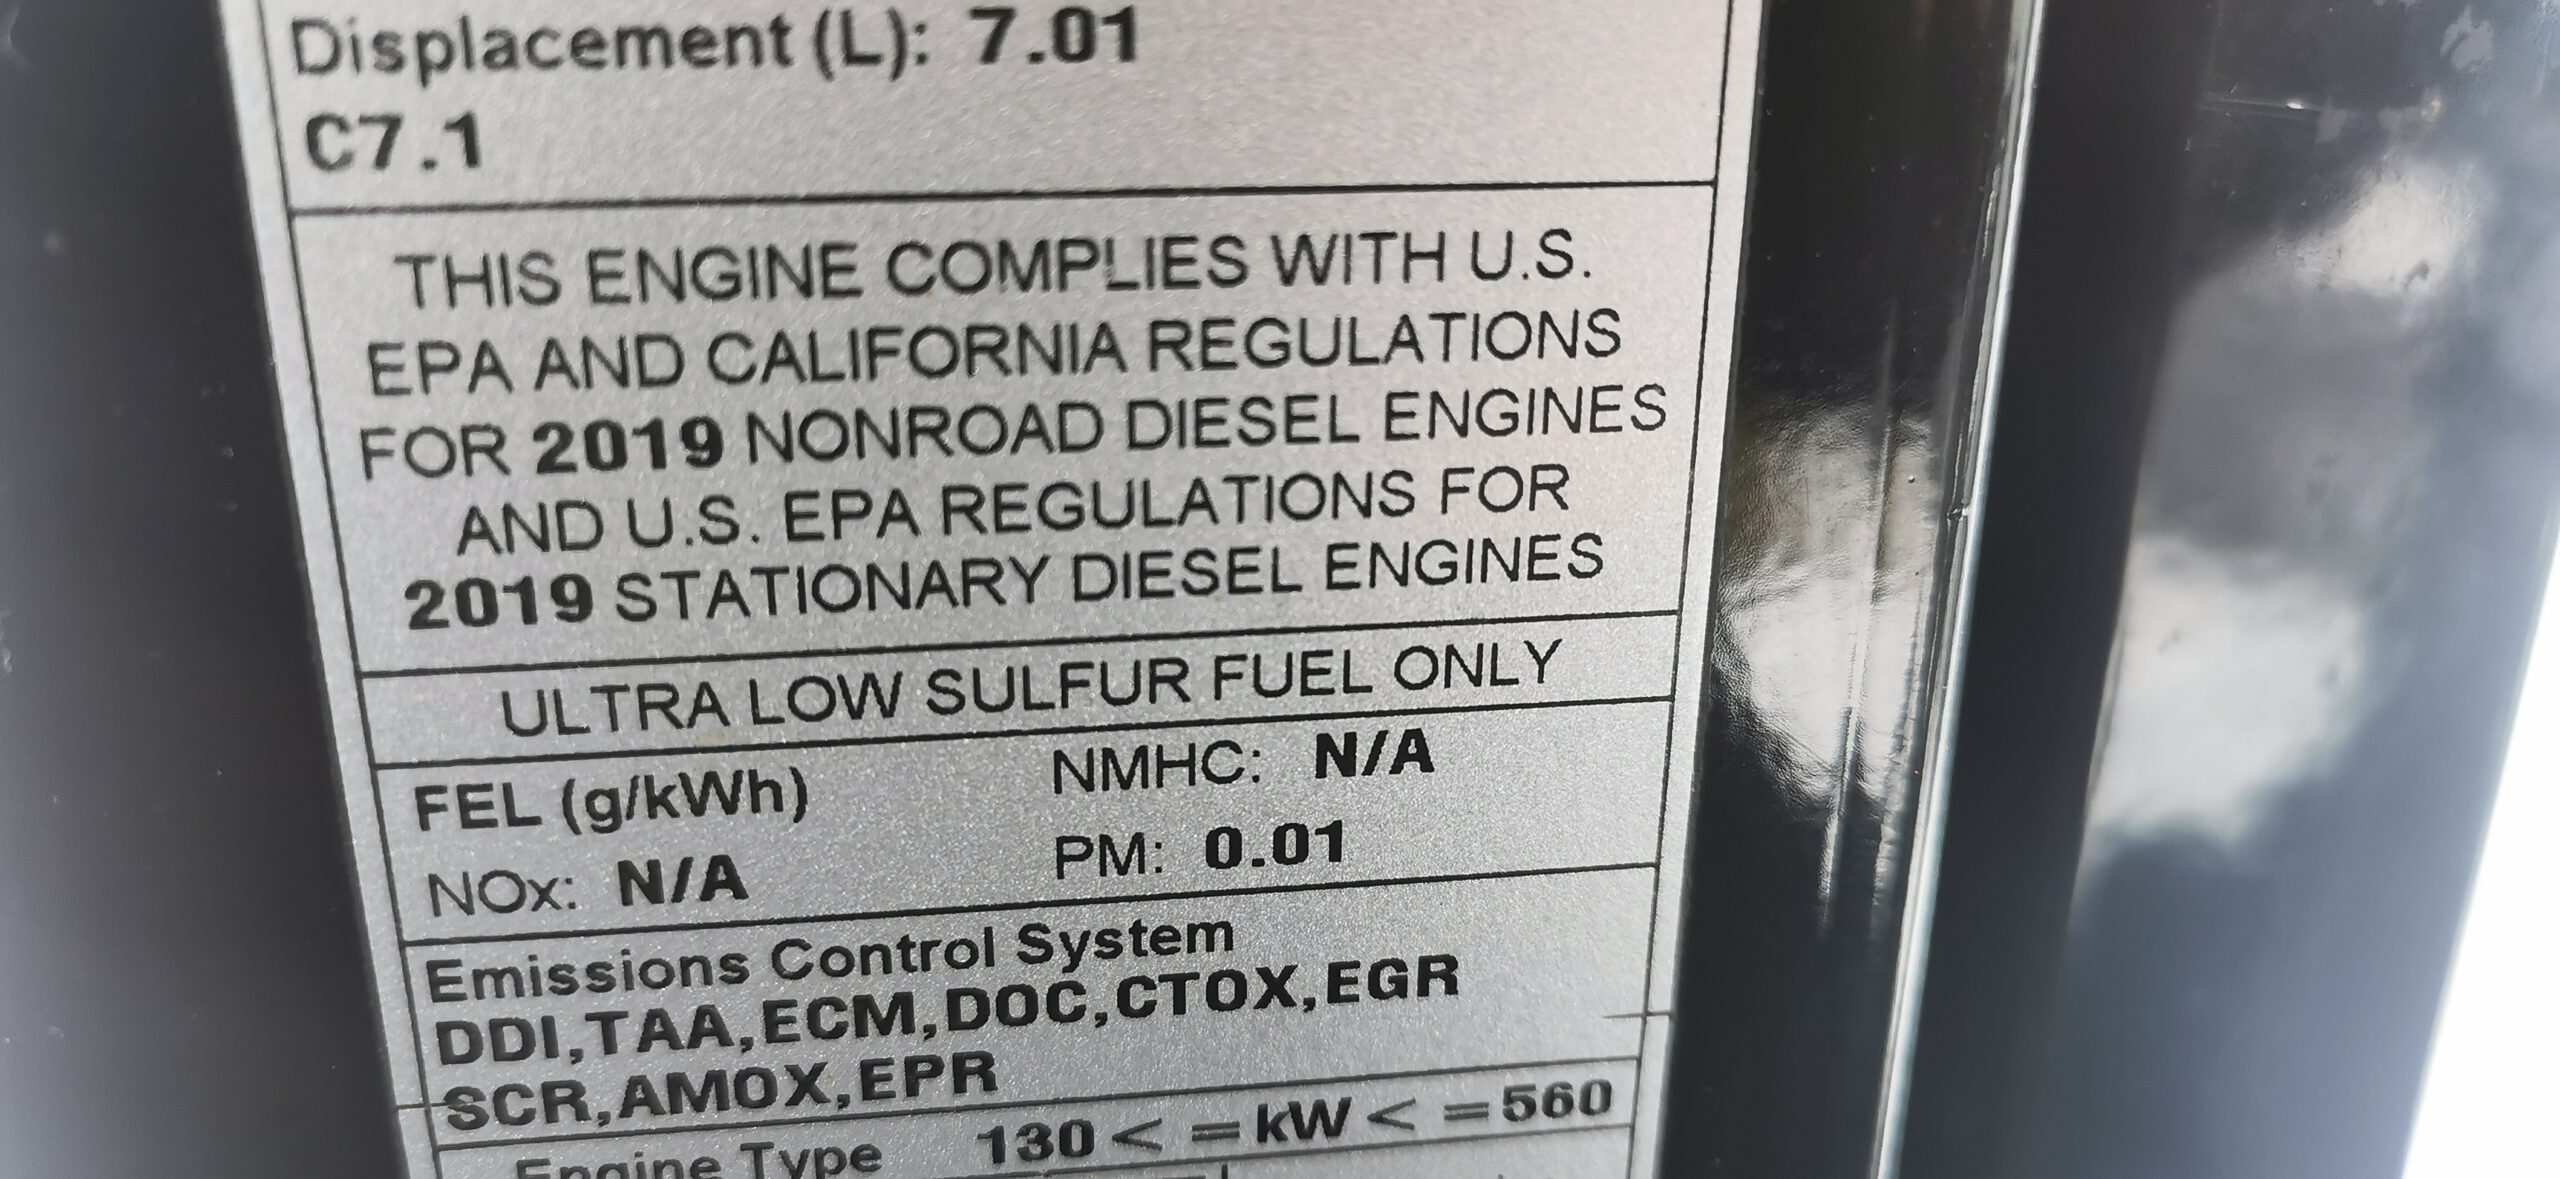 Displacement (L): 7.01
C7.1
THIS ENGINE COMPLIES WITH U.S.
EPA AND CALIFORNIA REGULATIONS
FOR 2019 NONROAD DIESEL ENGINES
AND U.S. EPA REGULATIONS FOR
2019 STATIONARY DIESEL ENGINES
ULTRA LOW SULFUR FUEL ONLY
FEL (g/kWh) NMHC: N/A
NOx: N/A PM: 0.01
Emissions Control System
DDI,TAA,ECM,DOC,CTOX,EGR
SCR,AMOX,EPR
Engine Type 130< =kW< =560